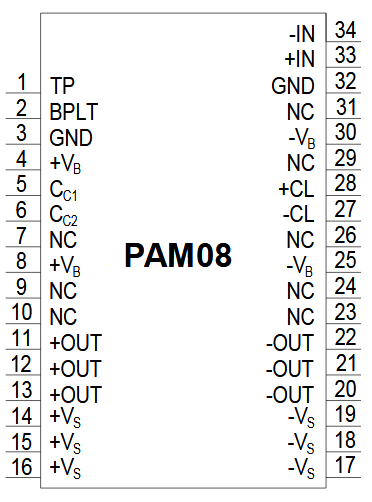 -IN 34
+IN 33
1 TP GND 32
2 BPLT NC 31
3 GND -VB 30
4 +VB NC 29
5 CC1 +CL 28
6 CC2 -CL 27
7 NC NC 26
8 +VB -VB 25
PAM08
9 NC NC 24
10 NC NC 23
11 +OUT -OUT 22
12 +OUT -OUT 21
13 +OUT -OUT 20
14 +VS -VS 19
15 +VS -VS 18
16 +VS -VS 17